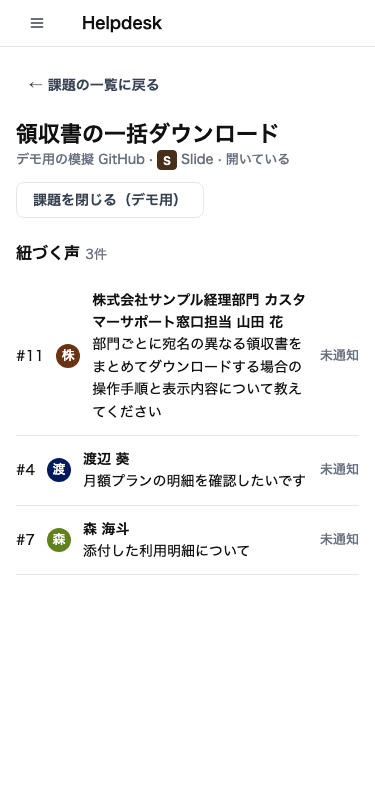 Helpdesk
← 課題の一覧に戻る
領収書の一括ダウンロード
デモ用の模擬 GitHub · S Slide · 開いている
課題を閉じる（デモ用）
紐づく声 3件
#11 株 株式会社サンプル経理部門 カスタ
マーサポート窓口担当 山田 花
部門ごとに宛名の異なる領収書を
まとめてダウンロードする場合の
操作手順と表示内容について教え
てください
未通知
#4 渡 渡辺 葵
月額プランの明細を確認したいです
未通知
#7 森 森 海斗
添付した利用明細について
未通知